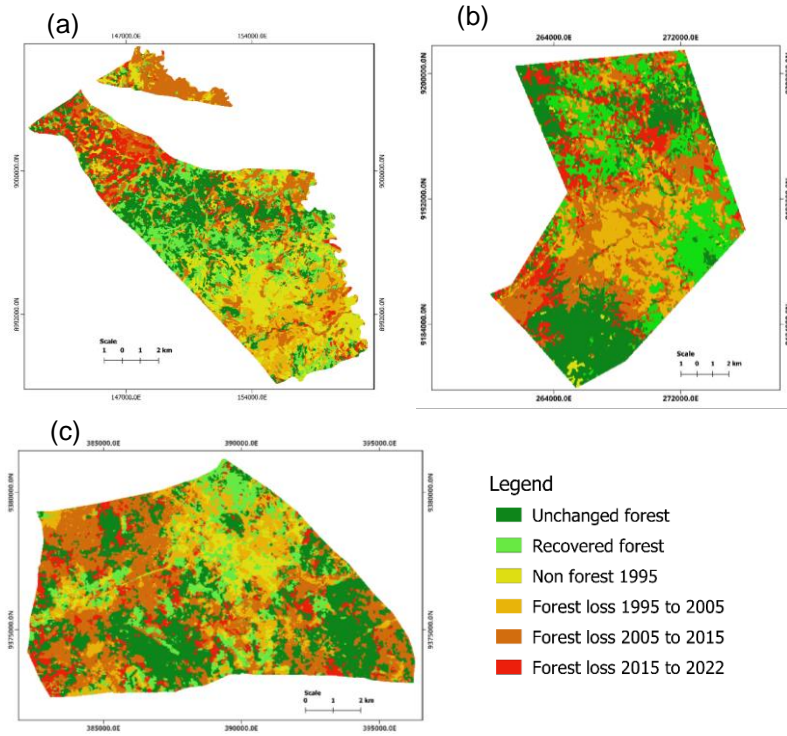 (a)
147000.0E 154000.0E
9000000.0N
9000000.0N
8992000.0N
8992000.0N
Scale
1 0 1 2 km
147000.0E 154000.0E
(b)
264000.0E 272000.0E
9200000.0N
9192000.0N
9184000.0N
Scale
1 0 1 2 km
264000.0E 272000.0E
(c)
385000.0E 390000.0E 395000.0E
9380000.0N
9380000.0N
9375000.0N
9375000.0N
Scale
0 1 2 km
385000.0E 390000.0E 395000.0E
Legend
Unchanged forest
Recovered forest
Non forest 1995
Forest loss 1995 to 2005
Forest loss 2005 to 2015
Forest loss 2015 to 2022